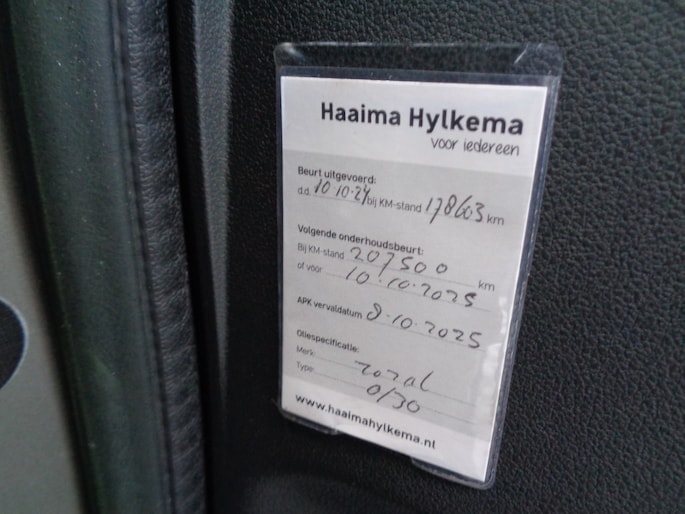 Haaima Hylkema
voor iedereen
Beurt uitgevoerd:
d.d. 10 10·24 bij KM-stand 178603 km
Volgende onderhoudsbeurt:
Bij KM-stand 207500 km
of voor 10·10·2025
APK vervaldatum 8·10·2025
Oliespecificatie:
Merk: Total
Type: 0/30
www.haaimahylkema.nl